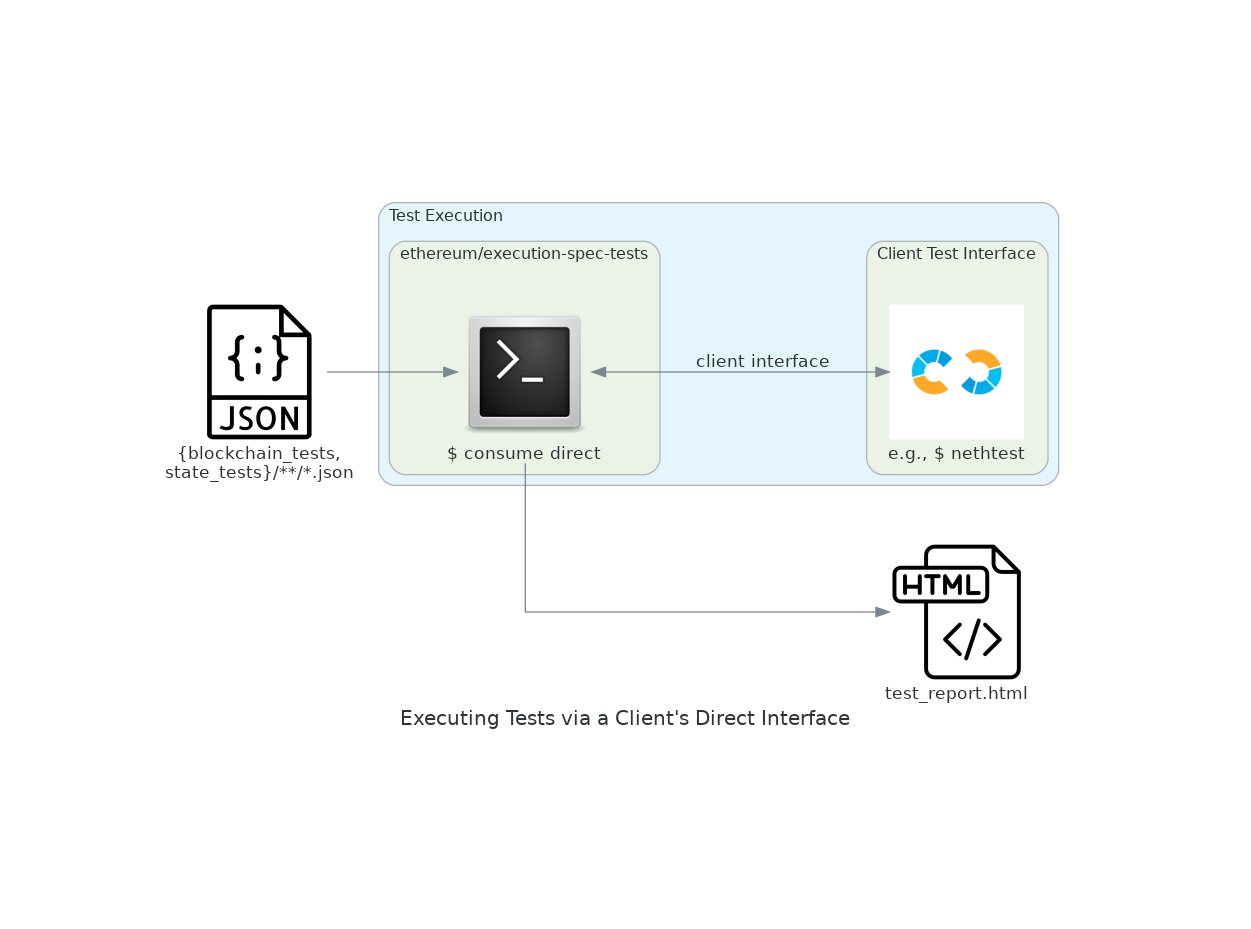 Test Execution
ethereum/execution-spec-tests
Client Test Interface
{;}
JSON
>_
client interface
{blockchain_tests,
state_tests}/**/*.json
$ consume direct
e.g., $ nethtest
HTML
</>
test_report.html
Executing Tests via a Client's Direct Interface